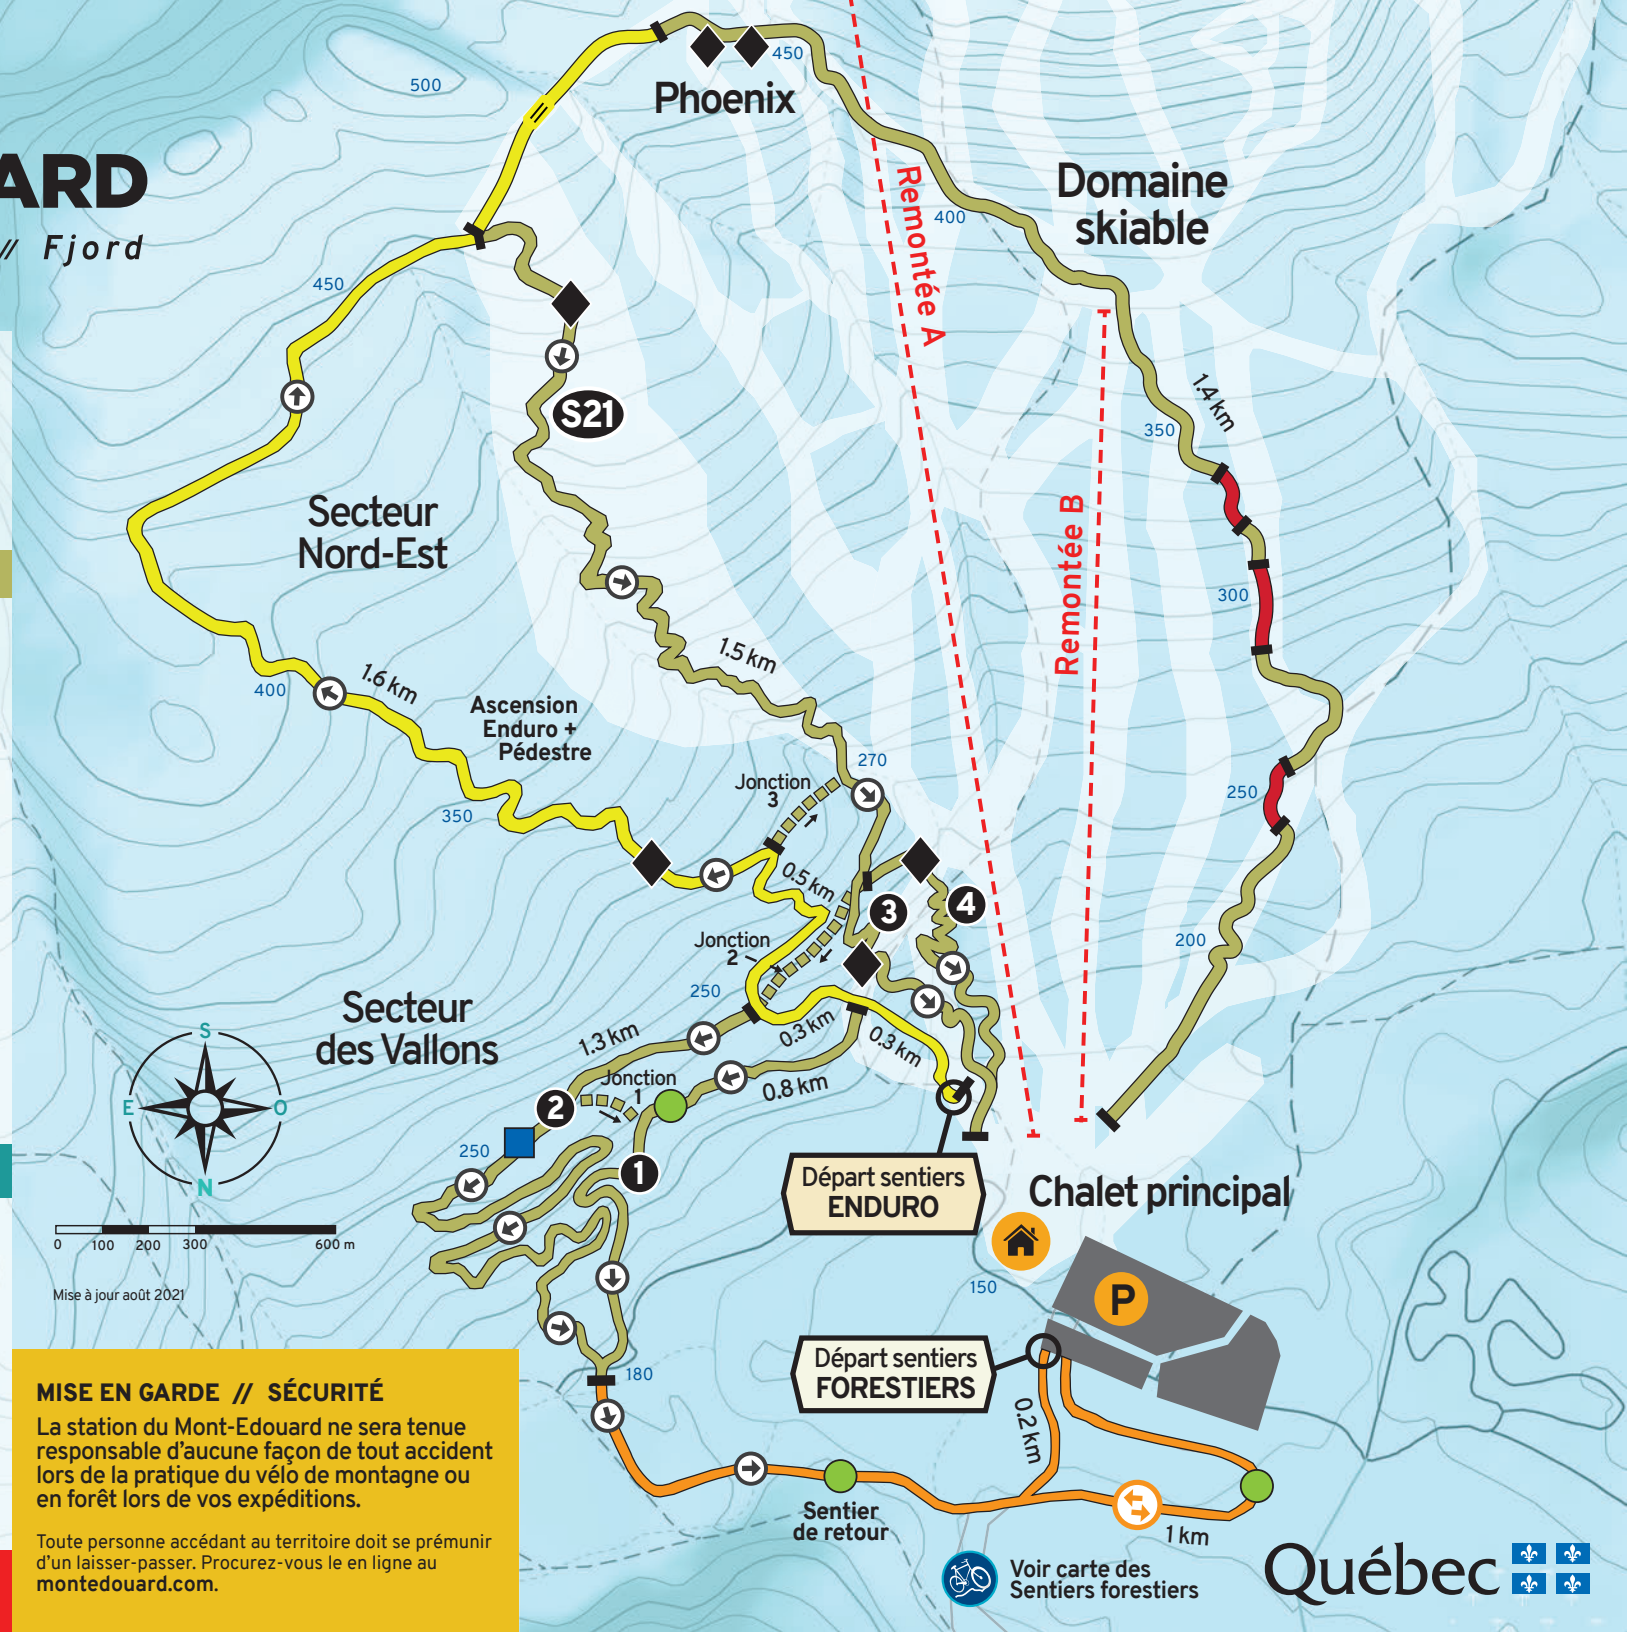 500
450
Phoenix
ARD
// Fjord
Domaine
skiable
Remontée A
400
450
S21
1.4 km
350
Secteur
Nord-Est
Remontée B
300
1.5 km
1.6 km
400
Ascension
Enduro +
Pédestre
270
Jonction
3
250
350
0.5 km
3
4
Jonction
2
200
250
Secteur
des Vallons
1.3 km
0.3 km
0.3 km
S
E
O
N
Jonction
1
0.8 km
2
250
1
Départ sentiers
ENDURO
Chalet principal
0 100 200 300 600 m
Mise à jour août 2021
150
P
Départ sentiers
FORESTIERS
180
0.2 km
MISE EN GARDE // SÉCURITÉ
La station du Mont-Edouard ne sera tenue
responsable d'aucune façon de tout accident
lors de la pratique du vélo de montagne ou
en forêt lors de vos expéditions.
Toute personne accédant au territoire doit se prémunir
d'un laisser-passer. Procurez-vous le en ligne au
montedouard.com.
Sentier
de retour
1 km
Voir carte des
Sentiers forestiers
Québec